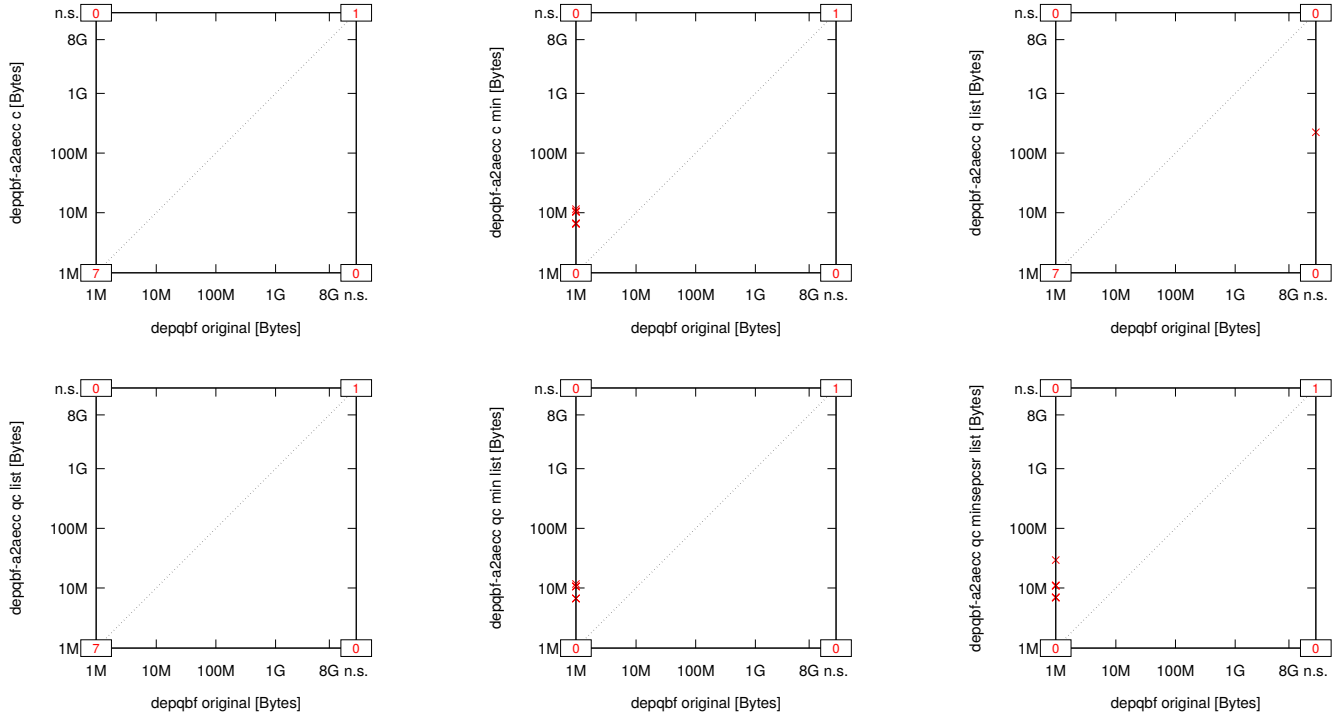 n.s. 0 1
8G
1G
100M
10M
1M 7 0
1M 10M 100M 1G 8G n.s.
depqbf original [Bytes]
depqbf-a2aecc c [Bytes]
n.s. 0 1
8G
1G
100M
10M
1M 0 0
1M 10M 100M 1G 8G n.s.
depqbf original [Bytes]
depqbf-a2aecc c min [Bytes]
n.s. 0 0
8G
1G
100M
10M
1M 7 0
1M 10M 100M 1G 8G n.s.
depqbf original [Bytes]
depqbf-a2aecc q list [Bytes]
n.s. 0 1
8G
1G
100M
10M
1M 7 0
1M 10M 100M 1G 8G n.s.
depqbf original [Bytes]
depqbf-a2aecc qc list [Bytes]
n.s. 0 1
8G
1G
100M
10M
1M 0 0
1M 10M 100M 1G 8G n.s.
depqbf original [Bytes]
depqbf-a2aecc qc min list [Bytes]
n.s. 0 1
8G
1G
100M
10M
1M 0 0
1M 10M 100M 1G 8G n.s.
depqbf original [Bytes]
depqbf-a2aecc qc minsepcsr list [Bytes]